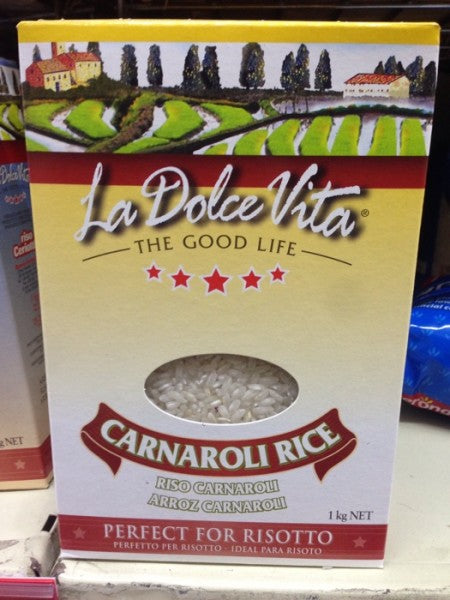 La Dolce Vita®
THE GOOD LIFE
CARNAROLI RICE
RISO CARNAROLI
ARROZ CARNAROLI
1 kg NET
PERFECT FOR RISOTTO
PERFETTO PER RISOTTO · IDEAL PARA RISOTO
NET